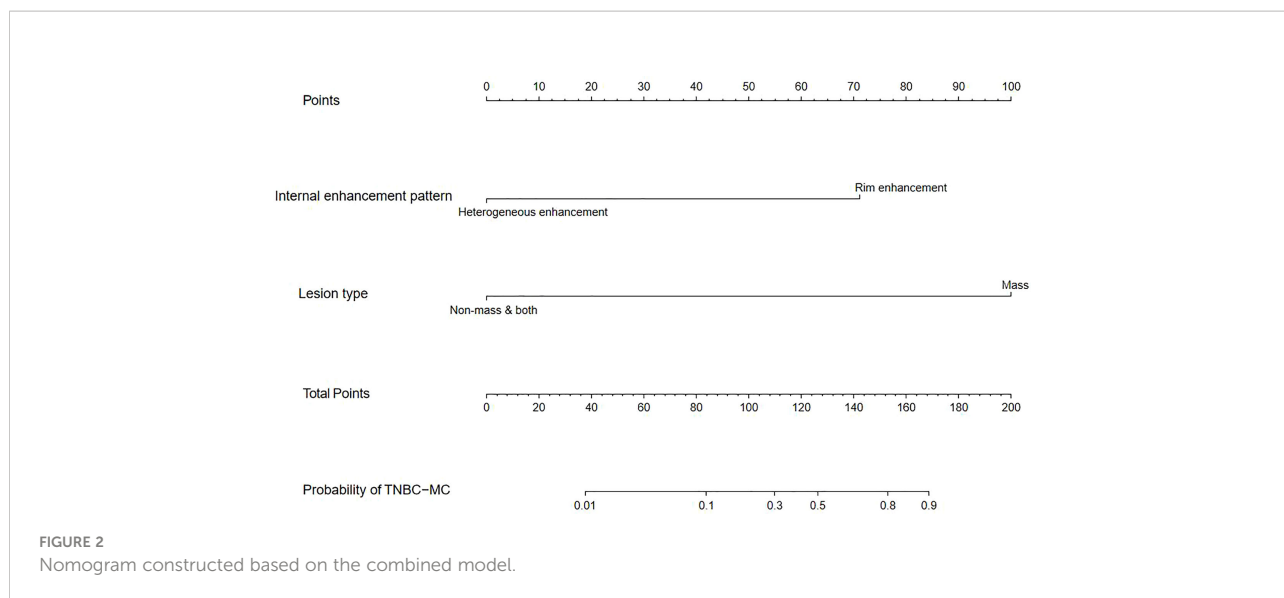 0 10 20 30 40 50 60 70 80 90 100
Points
Rim enhancement
Internal enhancement pattern
Heterogeneous enhancement
Mass
Lesion type
Non-mass & both
Total Points
0 20 40 60 80 100 120 140 160 180 200
Probability of TNBC−MC
0.01 0.1 0.3 0.5 0.8 0.9
FIGURE 2
Nomogram constructed based on the combined model.